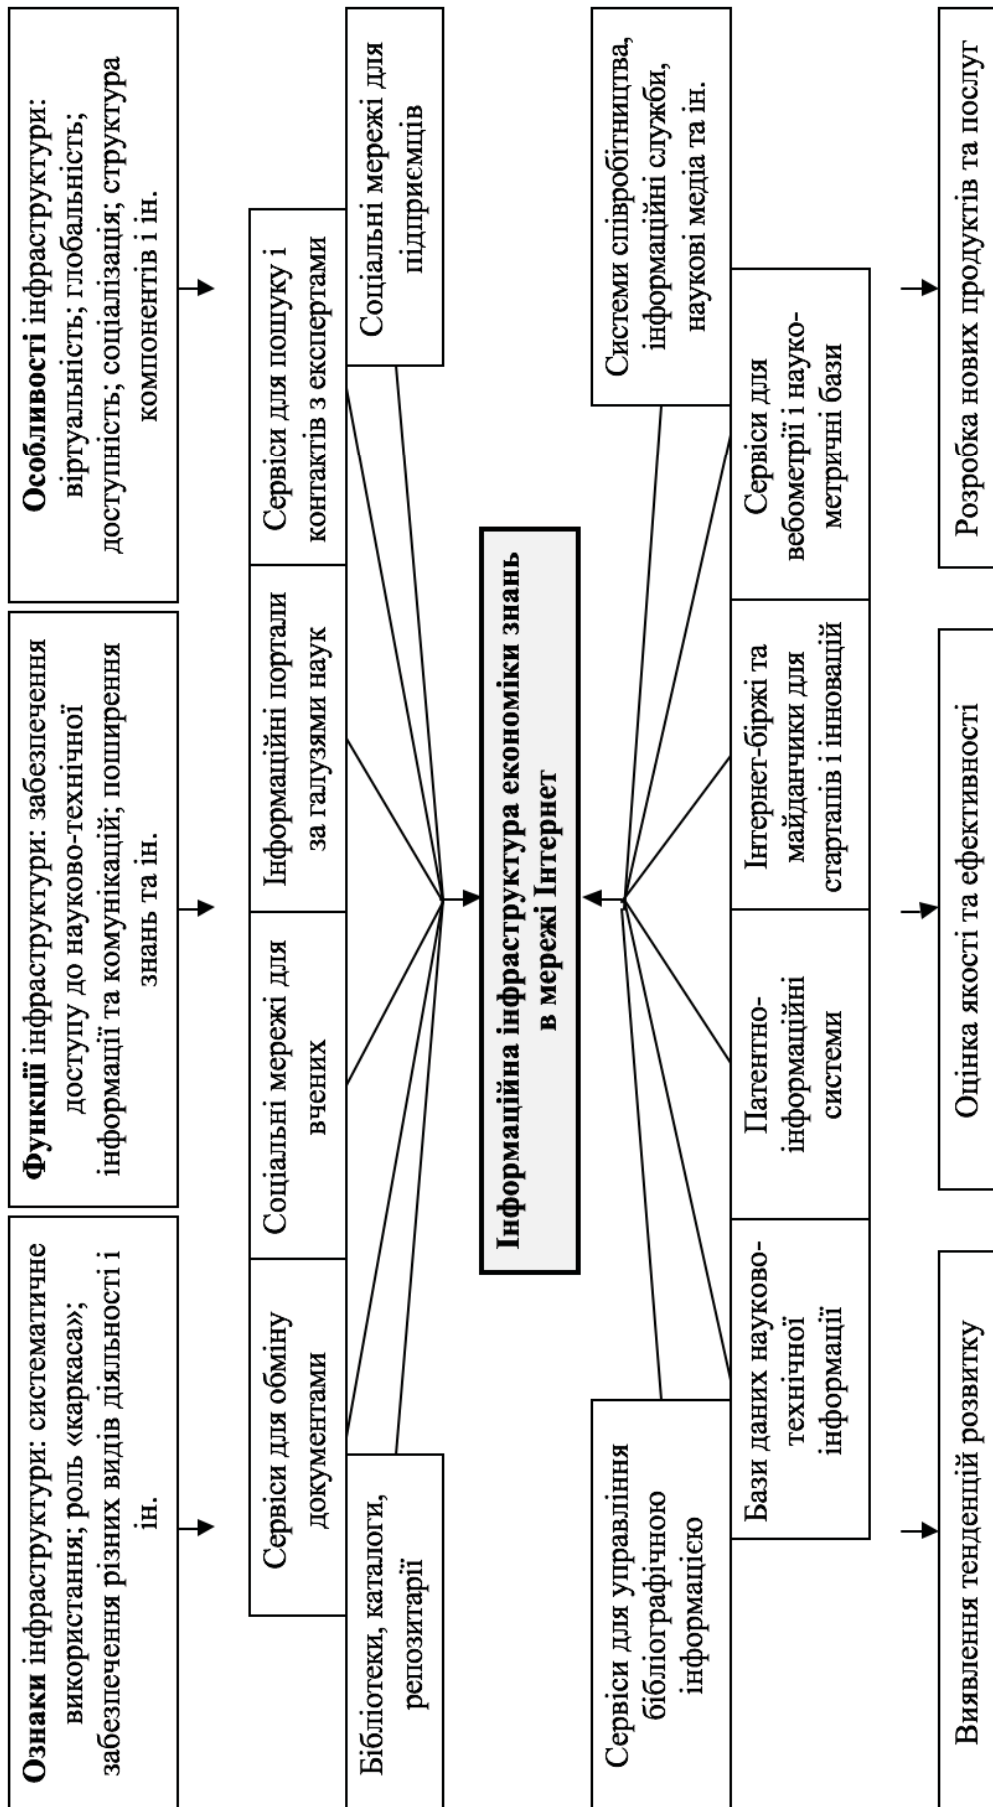 Ознаки інфраструктури: систематичне
використання; роль «каркаса»;
забезпечення різних видів діяльності і
ін.
Функції інфраструктури: забезпечення
доступу до науково-технічної
інформації та комунікацій; поширення
знань та ін.
Особливості інфраструктури:
віртуальність; глобальність;
доступність; соціалізація; структура
компонентів і ін.
Сервіси для обміну
документами
Соціальні мережі для
вчених
Інформаційні портали
за галузями наук
Сервіси для пошуку і
контактів з експертами
Бібліотеки, каталоги,
репозитарії
Соціальні мережі для
підприємців
Інформаційна інфраструктура економіки знань
в мережі Інтернет
Сервіси для управління
бібліографічною
інформацією
Системи співробітництва,
інформаційні служби,
наукові медіа та ін.
Бази даних науково-
технічної
інформації
Патентно-
інформаційні
системи
Інтернет-біржі та
майданчики для
стартапів і інновацій
Сервіси для
вебометрії і науко-
метричні бази
Виявлення тенденцій розвитку
Оцінка якості та ефективності
Розробка нових продуктів та послуг